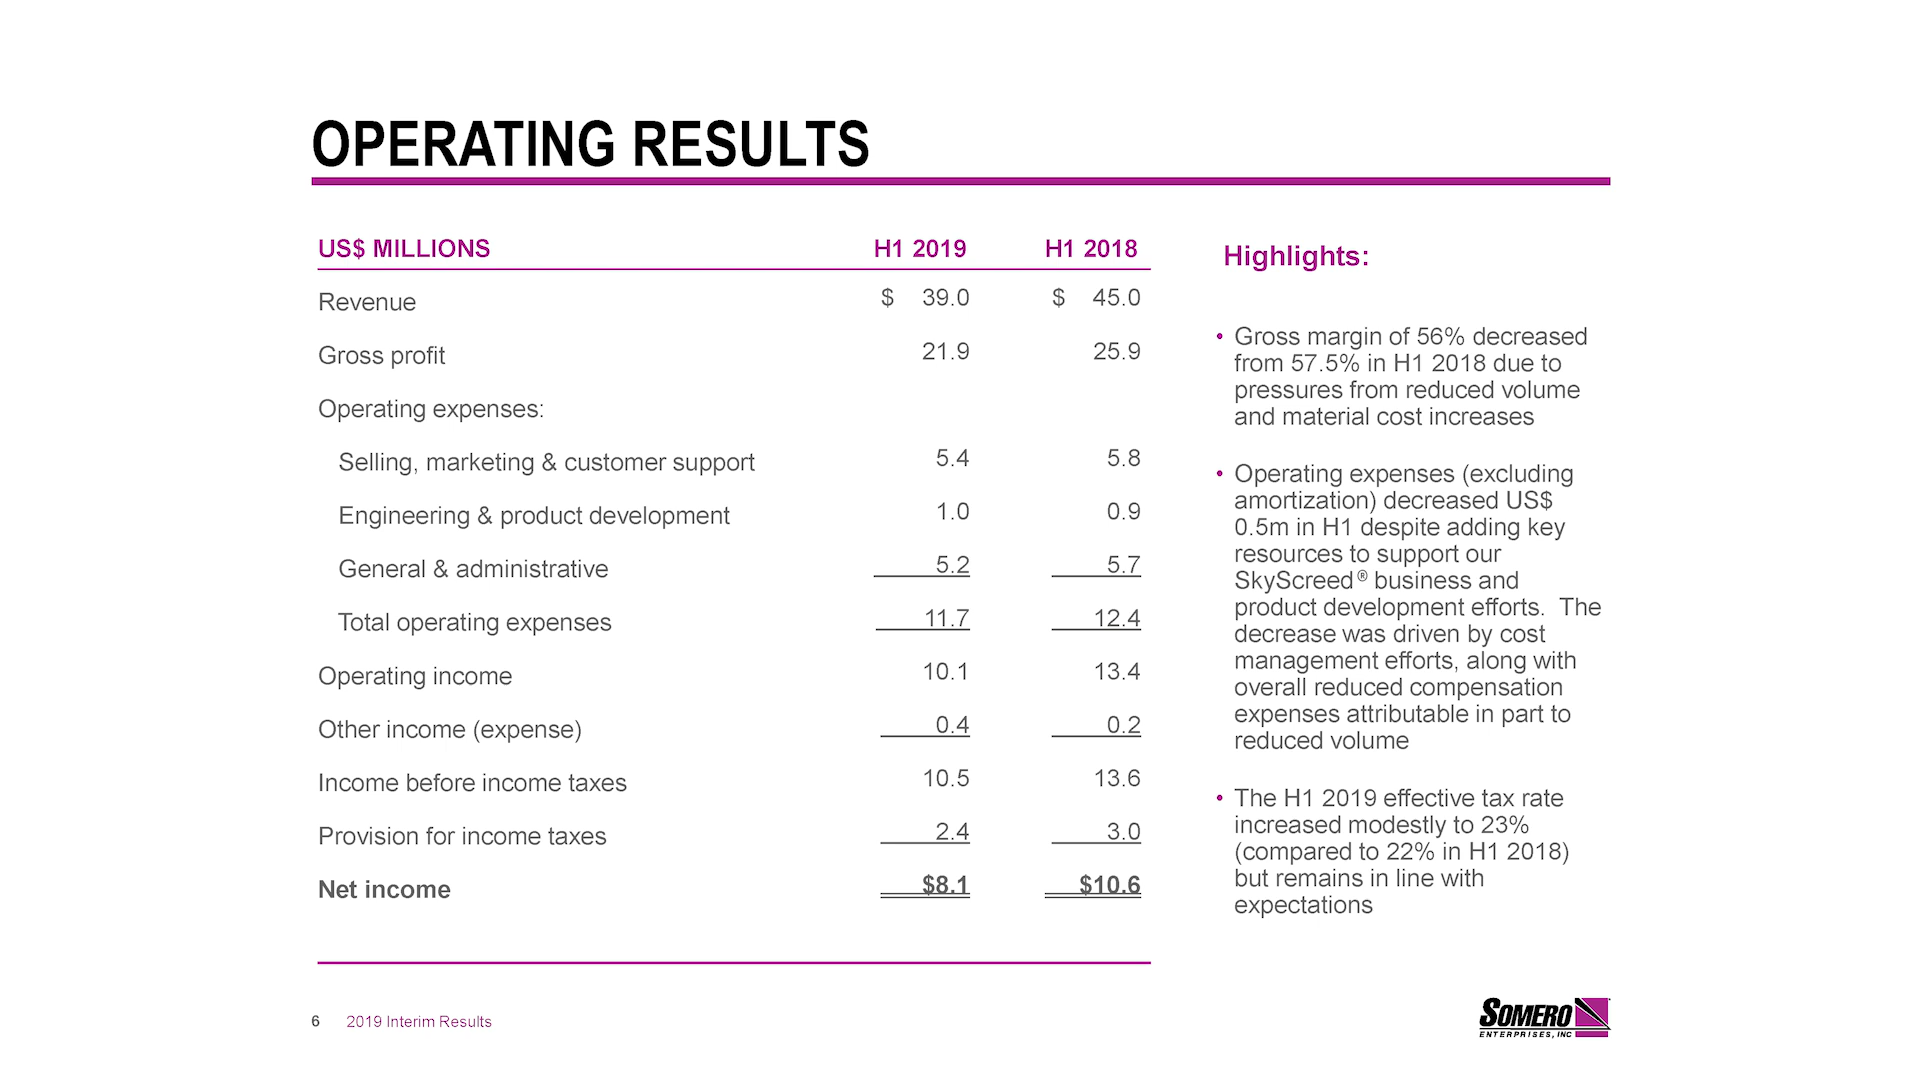 OPERATING RESULTS
US$ MILLIONS H1 2019 H1 2018
Revenue $ 39.0 $ 45.0
Gross profit 21.9 25.9
Operating expenses:
Selling, marketing & customer support 5.4 5.8
Engineering & product development 1.0 0.9
General & administrative 5.2 5.7
Total operating expenses 11.7 12.4
Operating income 10.1 13.4
Other income (expense) 0.4 0.2
Income before income taxes 10.5 13.6
Provision for income taxes 2.4 3.0
Net income $8.1 $10.6
Highlights:
• Gross margin of 56% decreased
from 57.5% in H1 2018 due to
pressures from reduced volume
and material cost increases
• Operating expenses (excluding
amortization) decreased US$
0.5m in H1 despite adding key
resources to support our
SkyScreed® business and
product development efforts. The
decrease was driven by cost
management efforts, along with
overall reduced compensation
expenses attributable in part to
reduced volume
• The H1 2019 effective tax rate
increased modestly to 23%
(compared to 22% in H1 2018)
but remains in line with
expectations
6 2019 Interim Results
SOMERO
ENTERPRISES, INC